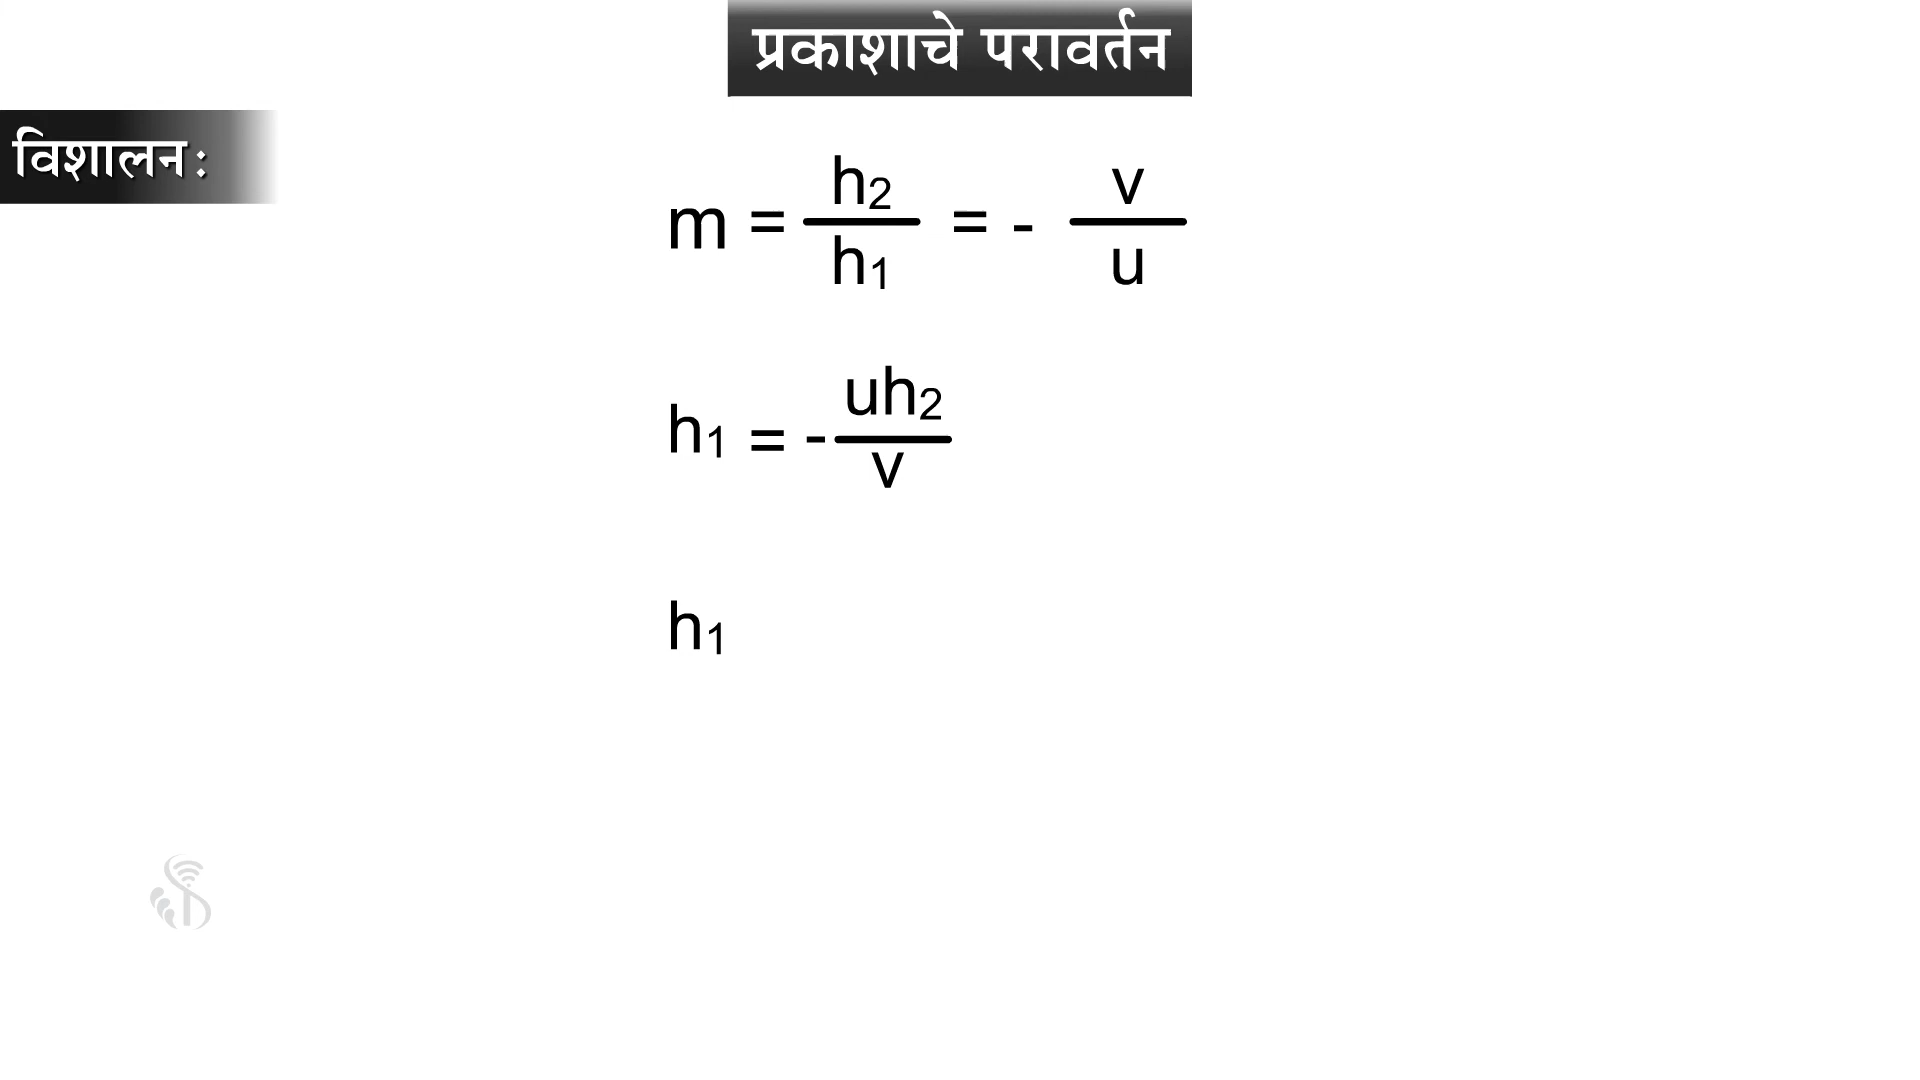 प्रकाशाचे परावर्तन
विशालन:
m = h₂/h₁ = - v/u
h₁ = - uh₂/v
h₁